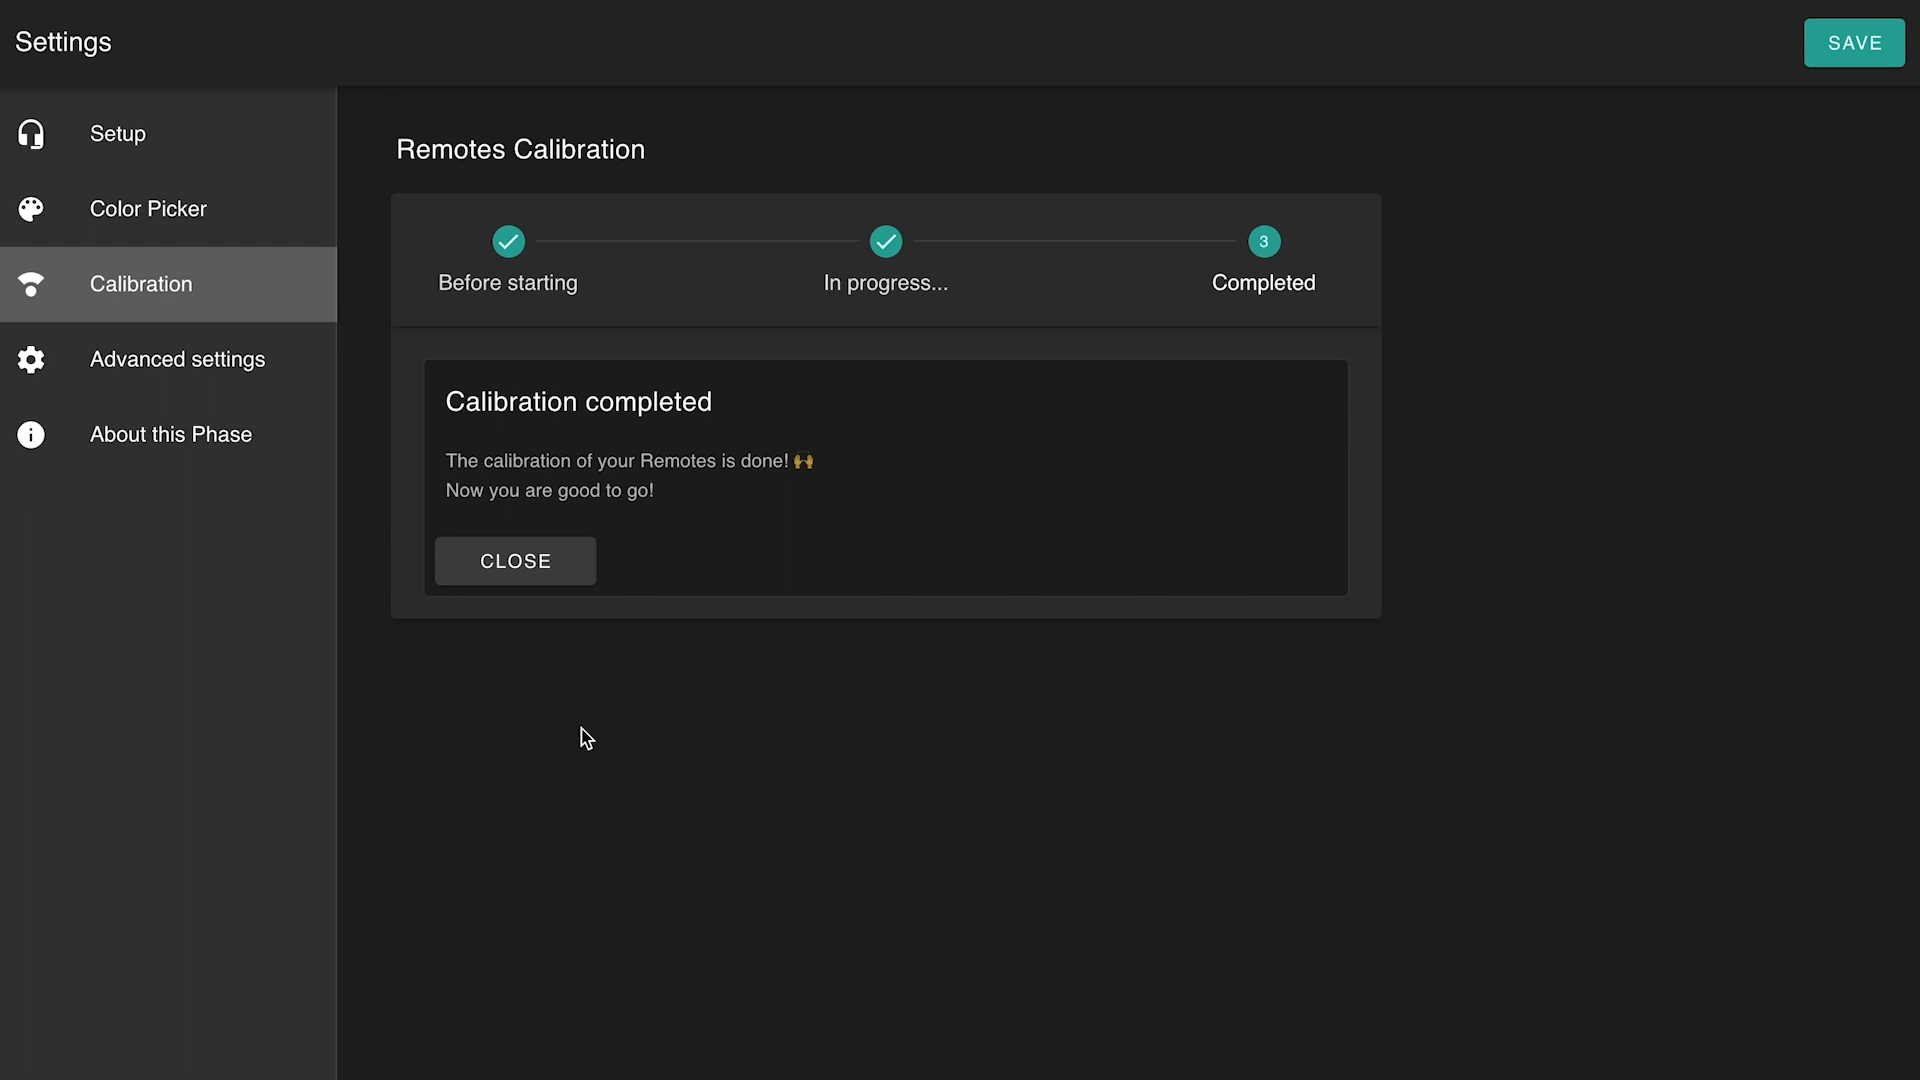 Settings
SAVE
Setup
Color Picker
Calibration
Advanced settings
About this Phase
Remotes Calibration
3
Before starting
In progress...
Completed
Calibration completed
The calibration of your Remotes is done! 🙌
Now you are good to go!
CLOSE